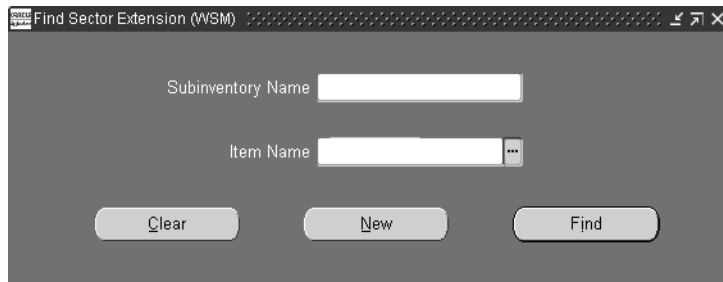 Find Sector Extension (WSM)
Subinventory Name
Item Name
Clear New Find